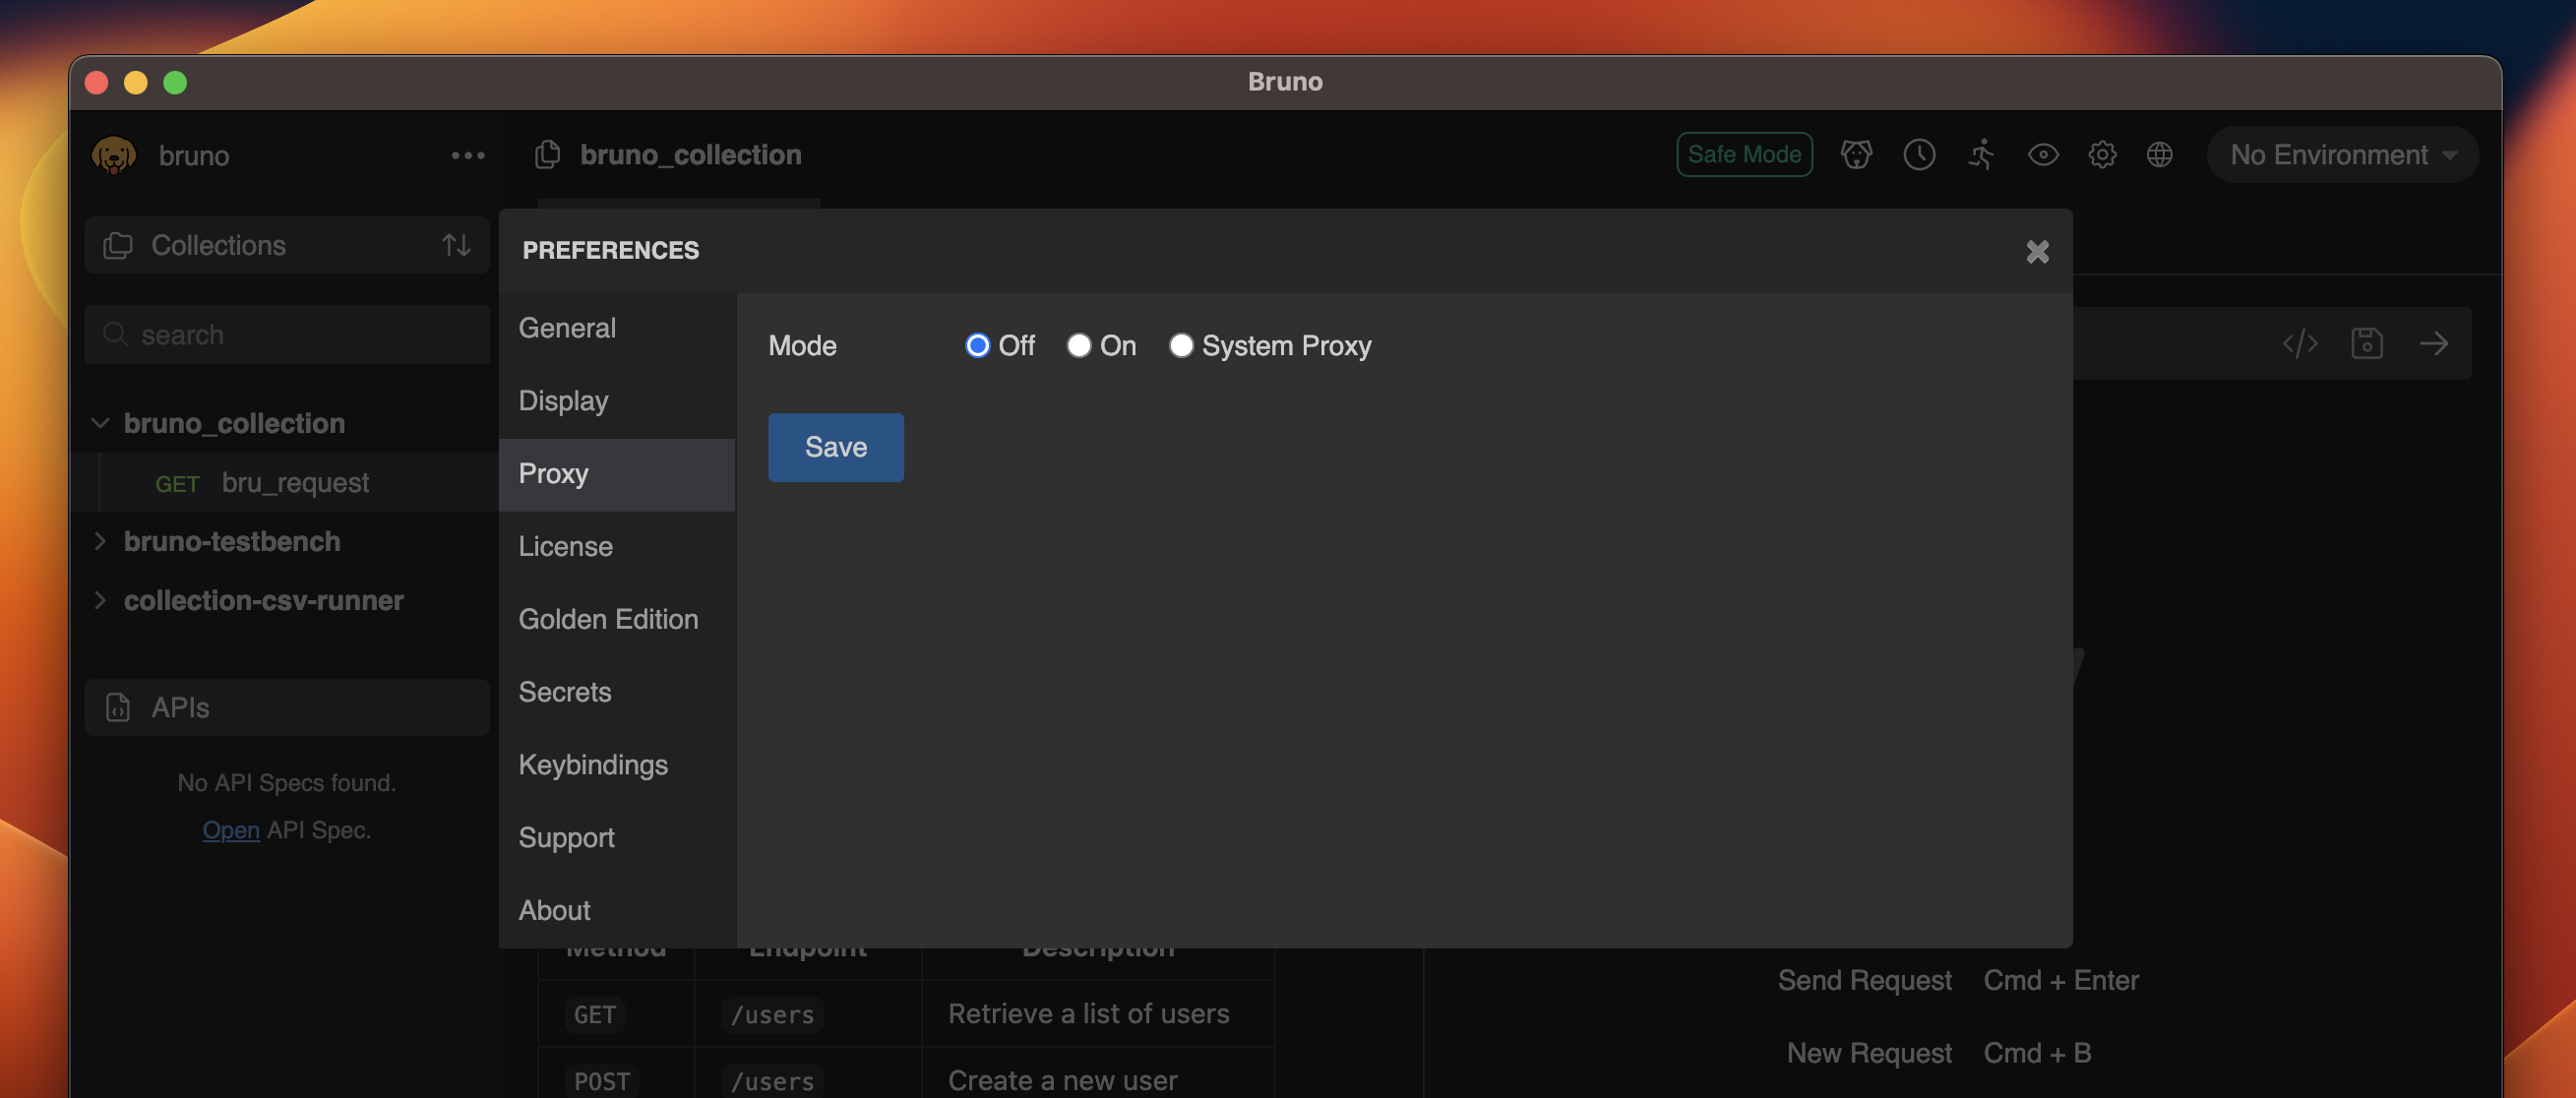 Bruno
bruno
bruno_collection
Safe Mode
No Environment
Collections
search
bruno_collection
GET bru_request
bruno-testbench
collection-csv-runner
APIs
No API Specs found.
Open API Spec.
PREFERENCES
General
Display
Proxy
License
Golden Edition
Secrets
Keybindings
Support
About
Mode Off On System Proxy
Save
Method Endpoint Description
GET /users Retrieve a list of users
POST /users Create a new user
Send Request Cmd + Enter
New Request Cmd + B